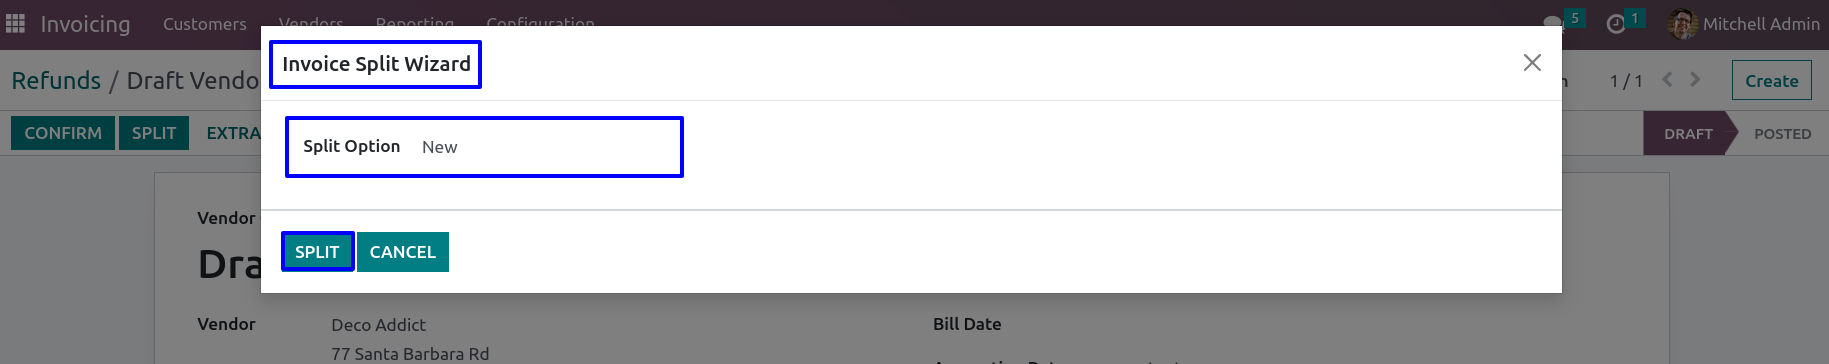 Invoicing Customers Vendors Reporting Configuration 5 1 Mitchell Admin
Invoice Split Wizard
Refunds / Draft Vendo 1 / 1 Create
CONFIRM SPLIT EXTRA DRAFT POSTED
Split Option New
Vendor
Dra
SPLIT CANCEL
Vendor Deco Addict Bill Date
77 Santa Barbara Rd